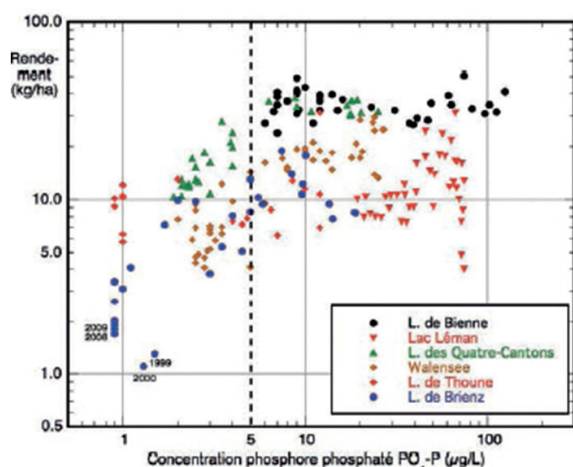 100.0
Rende-
ment
(kg/ha)
10.0
5.0
1.0
0.5
2009
2008
1999
2000
L. de Bienne
Lac Léman
L. des Quatre-Cantons
Walensee
L. de Thoune
L. de Brienz
1
5
10
100
Concentration phosphore phosphaté PO_-P (µg/L)